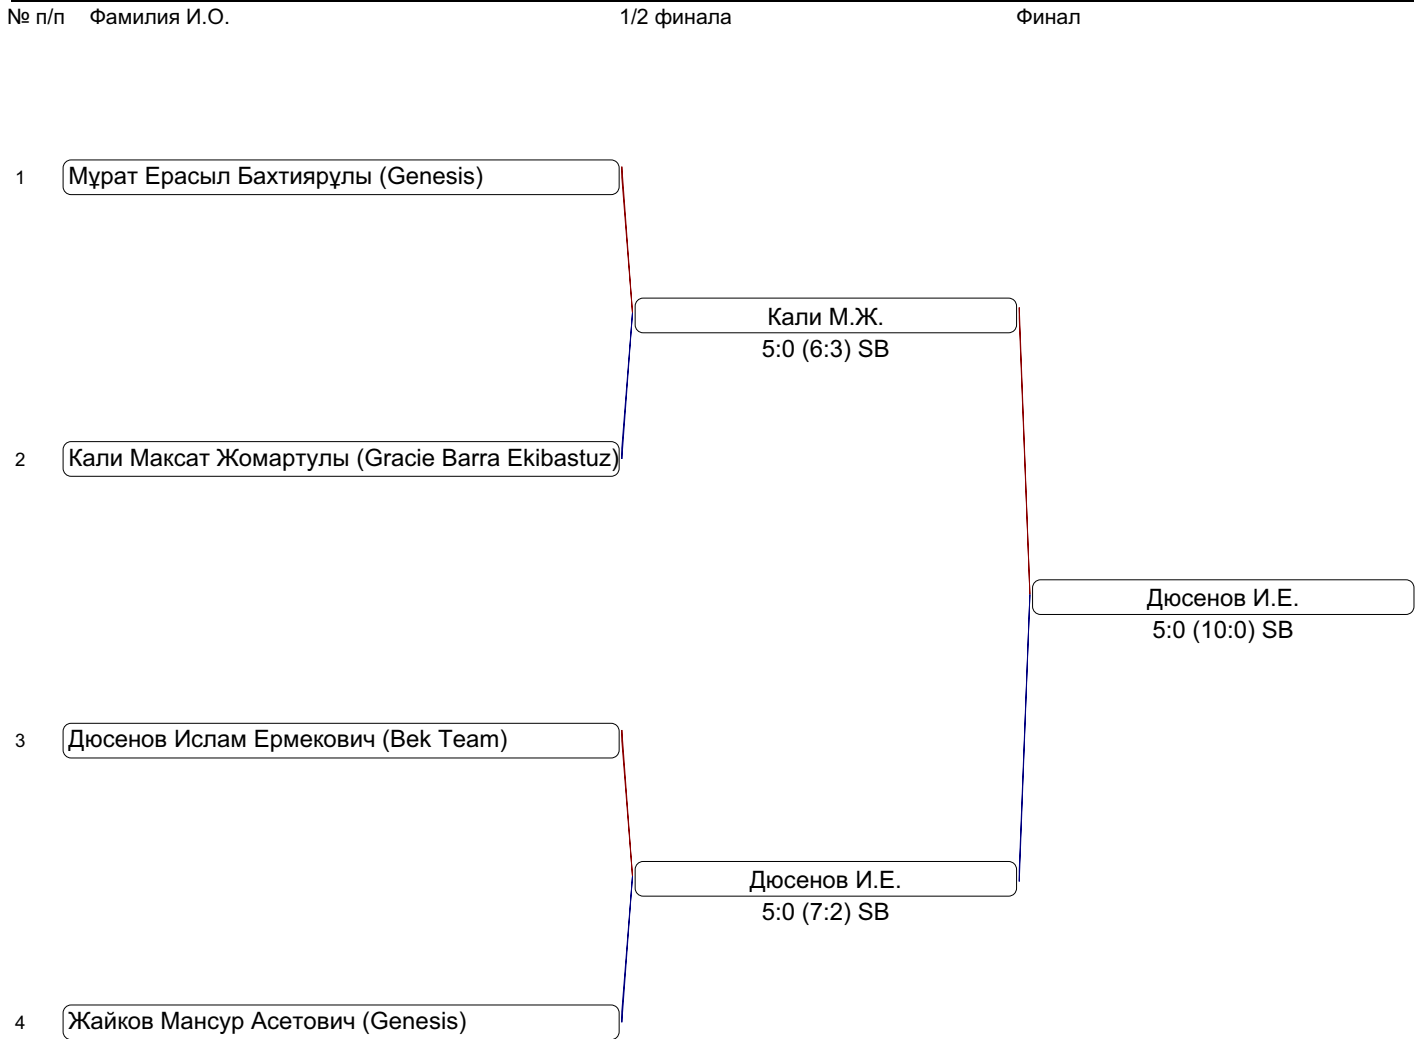 № п/п Фамилия И.О. 1/2 финала Финал
1 Мұрат Ерасыл Бахтиярұлы (Genesis)
Кали М.Ж.
5:0 (6:3) SB
2 Кали Максат Жомартулы (Gracie Barra Ekibastuz)
Дюсенов И.Е.
5:0 (10:0) SB
3 Дюсенов Ислам Ермекович (Bek Team)
Дюсенов И.Е.
5:0 (7:2) SB
4 Жайков Мансур Асетович (Genesis)